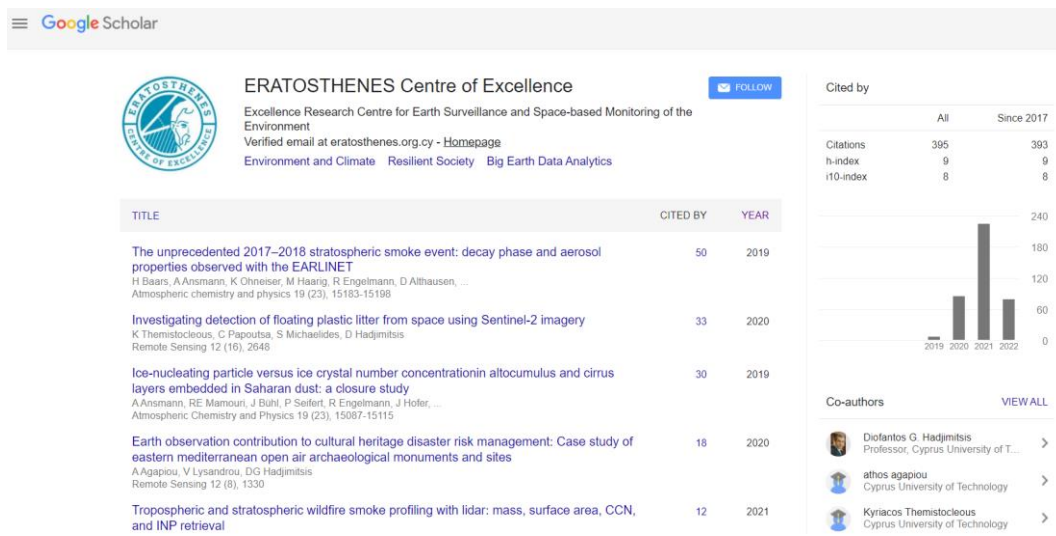 Google Scholar
ERATOSTHENES
CENTRE OF EXCELLENCE
ERATOSTHENES Centre of Excellence
FOLLOW
Excellence Research Centre for Earth Surveillance and Space-based Monitoring of the
Environment
Verified email at eratosthenes.org.cy - Homepage
Environment and Climate Resilient Society Big Earth Data Analytics
TITLE CITED BY YEAR
The unprecedented 2017–2018 stratospheric smoke event: decay phase and aerosol
properties observed with the EARLINET 50 2019
H Baars, A Ansmann, K Ohneiser, M Haarig, R Engelmann, D Althausen, ...
Atmospheric chemistry and physics 19 (23), 15183-15198
Investigating detection of floating plastic litter from space using Sentinel-2 imagery 33 2020
K Themistocleous, C Papoutsa, S Michaelides, D Hadjimitsis
Remote Sensing 12 (16), 2648
Ice-nucleating particle versus ice crystal number concentrationin altocumulus and cirrus 30 2019
layers embedded in Saharan dust: a closure study
A Ansmann, RE Mamouri, J Bühl, P Seifert, R Engelmann, J Hofer, ...
Atmospheric Chemistry and Physics 19 (23), 15087-15115
Earth observation contribution to cultural heritage disaster risk management: Case study of 18 2020
eastern mediterranean open air archaeological monuments and sites
A Agapiou, V Lysandrou, DG Hadjimitsis
Remote Sensing 12 (8), 1330
Tropospheric and stratospheric wildfire smoke profiling with lidar: mass, surface area, CCN, 12 2021
and INP retrieval
Cited by
All Since 2017
Citations 395 393
h-index 9 9
i10-index 8 8
240
180
120
60
0
2019 2020 2021 2022
Co-authors VIEW ALL
Diofantos G. Hadjimitsis
Professor, Cyprus University of T...
athos agapiou
Cyprus University of Technology
Kyriacos Themistocleous
Cyprus University of Technology